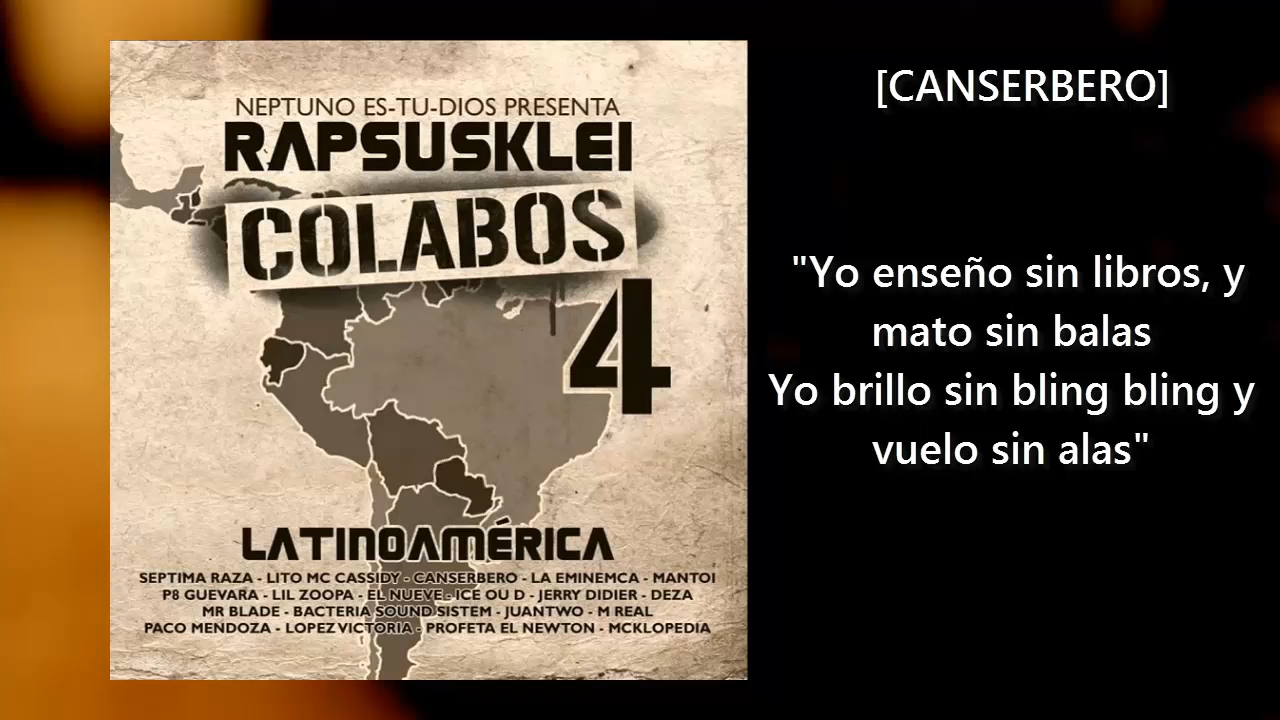 NEPTUNO ES-TU-DIOS PRESENTA
RAPSUSKLEI
COLABOS
4
LATINOAMÉRICA
SEPTIMA RAZA - LITO MC CASSIDY - CANSERBERO - LA EMINEMCA - MANTOI
P8 GUEVARA - LIL ZOOPA - EL NUEVE - ICE OU D - JERRY DIDIER - DEZA
MR BLADE - BACTERIA SOUND SISTEM - JUANTWO - M REAL
PACO MENDOZA - LOPEZ VICTORIA - PROFETA EL NEWTON - MCKLOPEDIA
[CANSERBERO]
"Yo enseño sin libros, y
mato sin balas
Yo brillo sin bling bling y
vuelo sin alas"